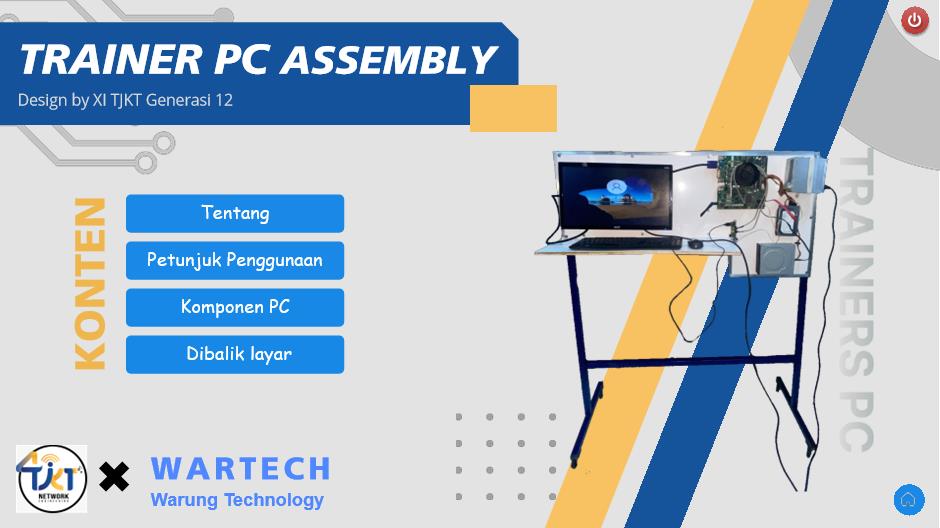 TRAINER PC ASSEMBLY
Design by XI TJKT Generasi 12
KONTEN
Tentang
Petunjuk Penggunaan
Komponen PC
Dibalik layar
TRAINERS PC
TJKT
NETWORK
WARTECH
Warung Technology